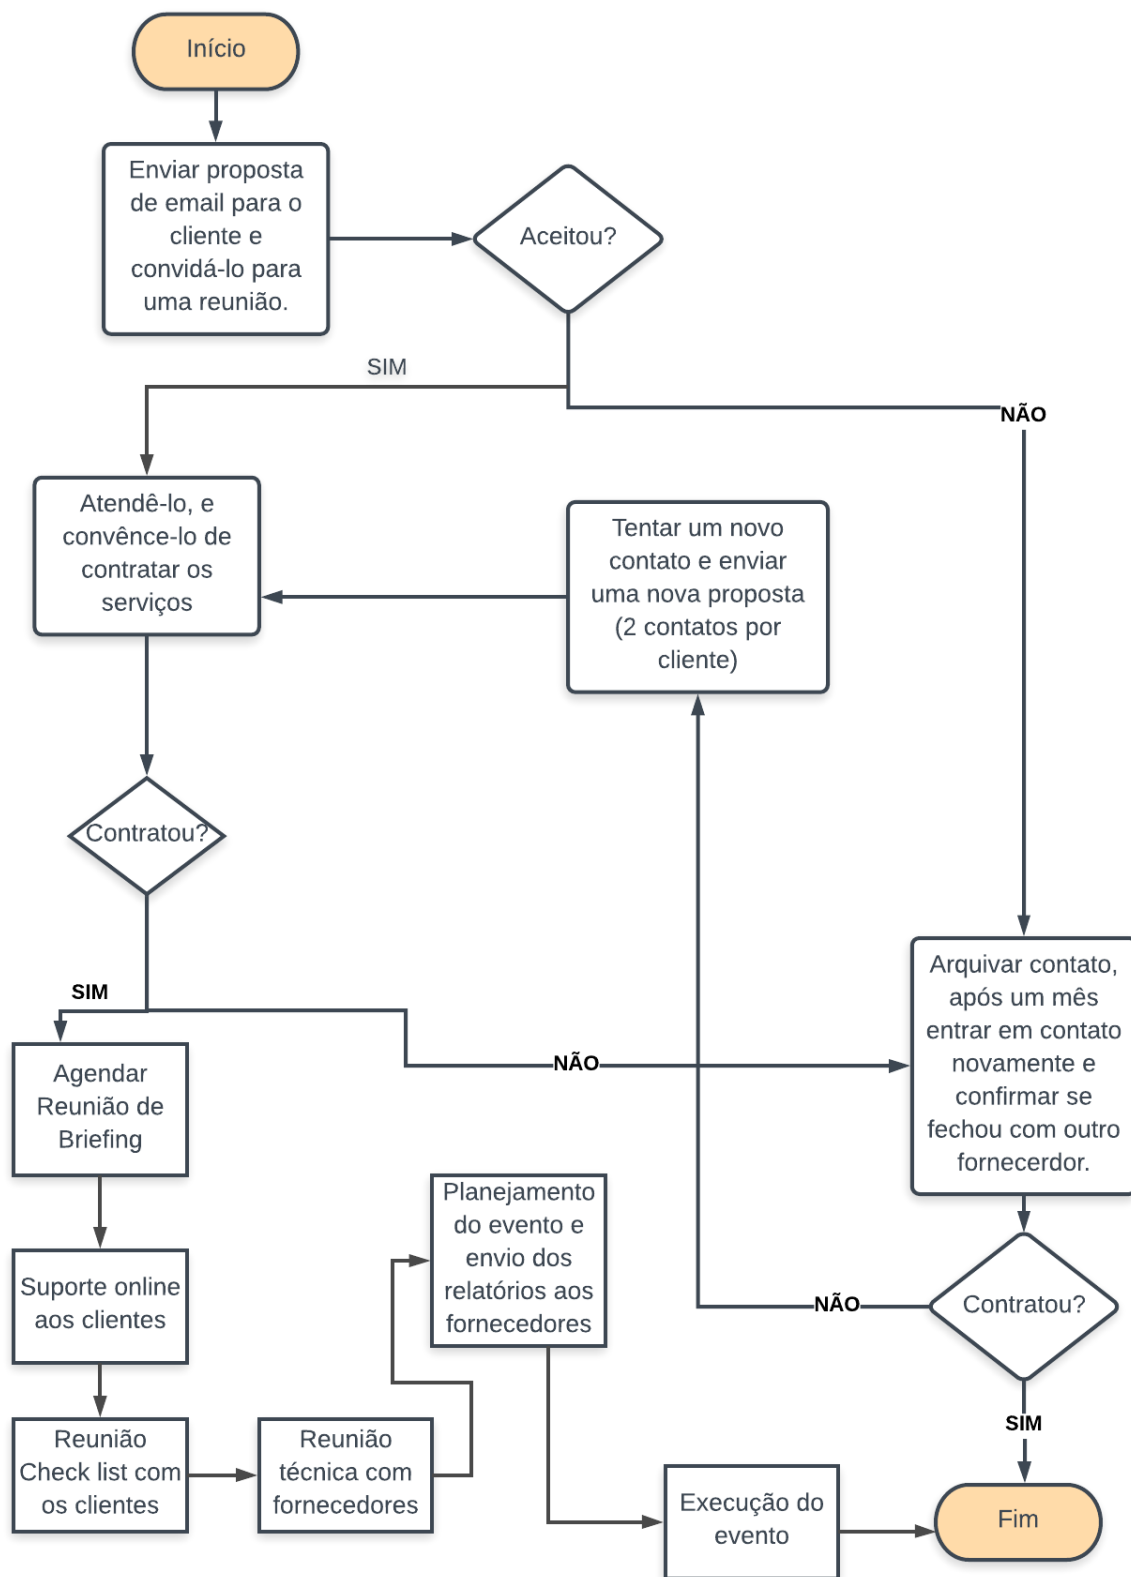 Início
Enviar proposta
de email para o
cliente e
convidá-lo para
uma reunião.
Aceitou?
SIM
NÃO
Atendê-lo, e
convênce-lo de
contratar os
serviços
Tentar um novo
contato e enviar
uma nova proposta
(2 contatos por
cliente)
Contratou?
SIM
NÃO
Arquivar contato,
após um mês
entrar em contato
novamente e
confirmar se
fechou com outro
fornecerdor.
Agendar
Reunião de
Briefing
Suporte online
aos clientes
Reunião
Check list com
os clientes
Reunião
técnica com
fornecedores
Planejamento
do evento e
envio dos
relatórios aos
fornecedores
NÃO
Contratou?
SIM
Execução do
evento
Fim